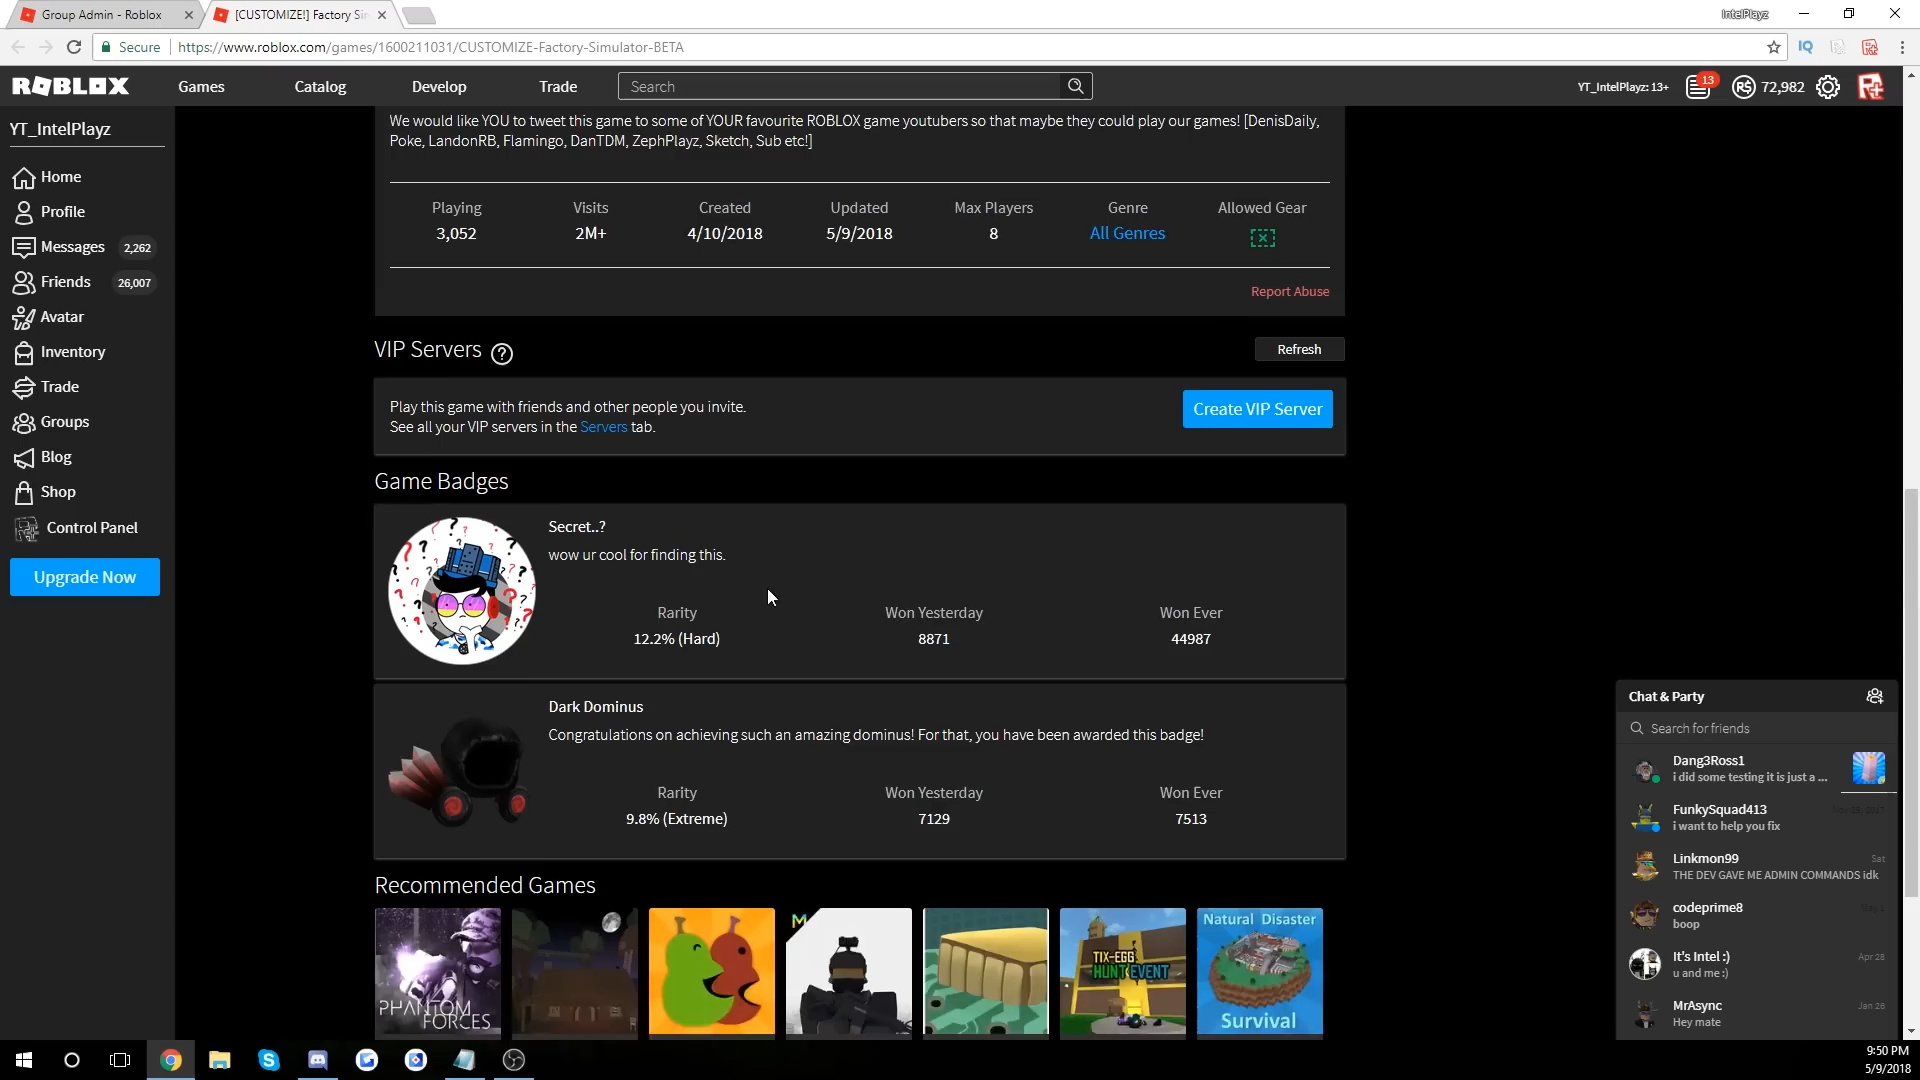 Group Admin - Roblox
[CUSTOMIZE!] Factory Sim
IntelPlayz
Secure
https://www.roblox.com/games/1600211031/CUSTOMIZE-Factory-Simulator-BETA
IQ
ROBLOX
Games
Catalog
Develop
Trade
Search
YT_IntelPlayz: 13+
13
R$
72,982
YT_IntelPlayz
Home
Profile
Messages 2,262
Friends 26,007
Avatar
Inventory
Trade
Groups
Blog
Shop
Control Panel
Upgrade Now
We would like YOU to tweet this game to some of YOUR favourite ROBLOX game youtubers so that maybe they could play our games! [DenisDaily,
Poke, LandonRB, Flamingo, DanTDM, ZephPlayz, Sketch, Sub etc!]
Playing Visits Created Updated Max Players Genre Allowed Gear
3,052 2M+ 4/10/2018 5/9/2018 8 All Genres
Report Abuse
VIP Servers ?
Refresh
Play this game with friends and other people you invite.
See all your VIP servers in the Servers tab.
Create VIP Server
Game Badges
Secret..?
wow ur cool for finding this.
Rarity Won Yesterday Won Ever
12.2% (Hard) 8871 44987
Dark Dominus
Congratulations on achieving such an amazing dominus! For that, you have been awarded this badge!
Rarity Won Yesterday Won Ever
9.8% (Extreme) 7129 7513
Recommended Games
PHANTOM
FORCES
M
TIX-EGG
HUNT EVENT
Natural Disaster
Survival
Chat & Party
Search for friends
Dang3Ross1
i did some testing it is just a ...
FunkySquad413
i want to help you fix
Linkmon99 Sat
THE DEV GAVE ME ADMIN COMMANDS idk
codeprime8
boop
It's Intel :) Apr 28
u and me :)
MrAsync Jan 26
Hey mate
9:50 PM
5/9/2018